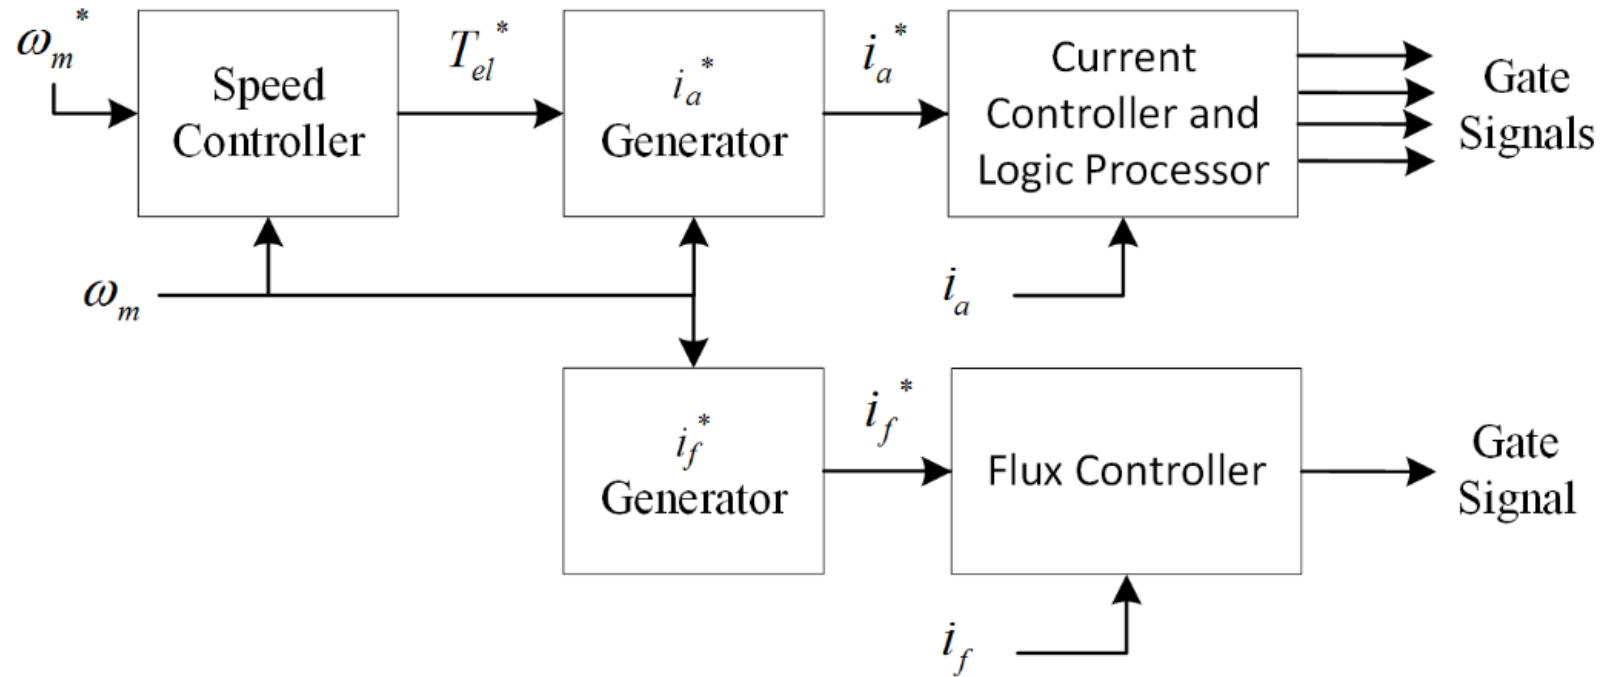 ωm*
Speed
Controller
Tel*
ia*
Generator
ia*
Current
Controller and
Logic Processor
Gate
Signals
ωm
ia
if*
Generator
if*
Flux Controller
Gate
Signal
if